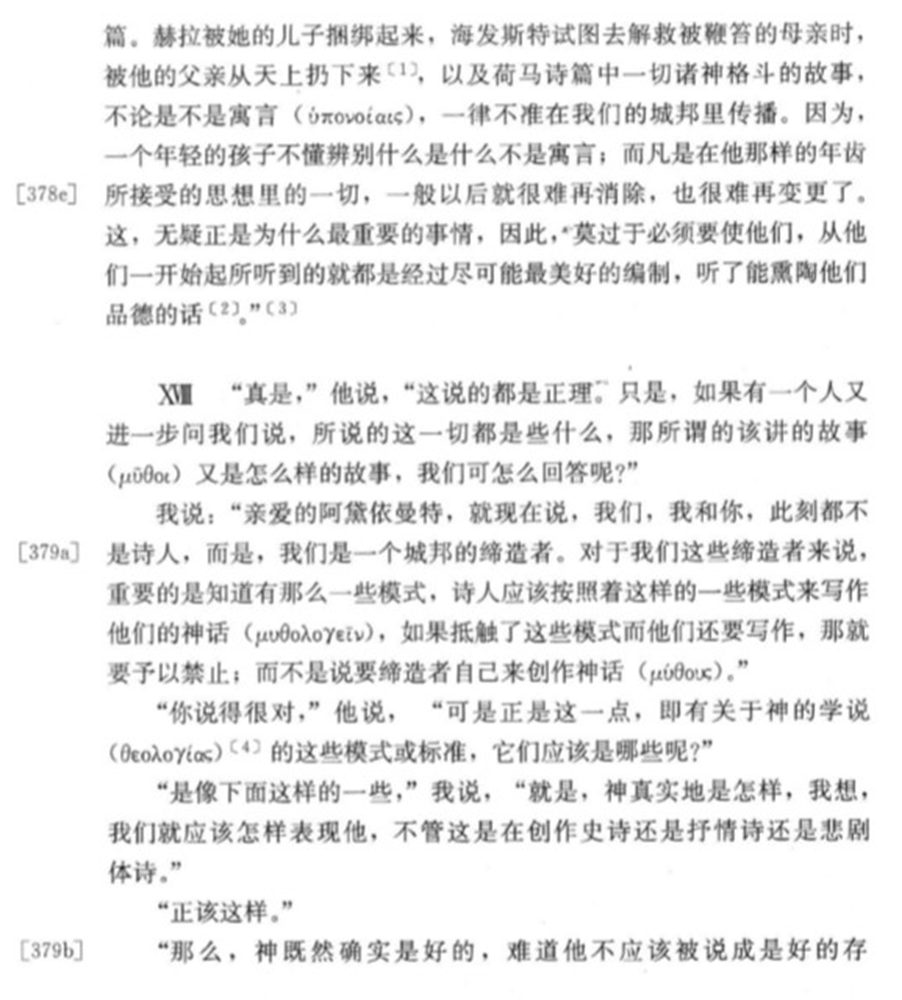 篇。赫拉被她的儿子捆绑起来，海发斯特试图去解救被鞭笞的母亲时，
被他的父亲从天上扔下来〔1〕，以及荷马诗篇中一切诸神格斗的故事，
不论是不是寓言（ὑπονοίαις），一律不准在我们的城邦里传播。因为，
一个年轻的孩子不懂辨别什么是什么不是寓言；而凡是在他那样的年齿
[378e] 所接受的思想里的一切，一般以后就很难再消除，也很难再变更了。
这，无疑正是为什么最重要的事情，因此，莫过于必须要使他们，从他
们一开始起所听到的就都是经过尽可能最美好的编制，听了能熏陶他们
品德的话〔2〕。”〔3〕
XVIII “真是，”他说，“这说的都是正理。只是，如果有一个人又
进一步问我们说，所说的这一切都是些什么，那所谓的该讲的故事
（μῦθοι）又是怎么样的故事，我们可怎么回答呢?”
我说：“亲爱的阿黛依曼特，就现在说，我们，我和你，此刻都不
[379a] 是诗人，而是，我们是一个城邦的缔造者。对于我们这些缔造者来说，
重要的是知道有那么一些模式，诗人应该按照着这样的一些模式来写作
他们的神话（μυθολογεῖν），如果抵触了这些模式而他们还要写作，那就
要予以禁止；而不是说要缔造者自己来创作神话（μύθους）。”
“你说得很对，”他说，“可是正是这一点，即有关于神的学说
（θεολογίας）〔4〕的这些模式或标准，它们应该是哪些呢?”
“是像下面这样的一些，”我说，“就是，神真实地是怎样，我想，
我们就应该怎样表现他，不管这是在创作史诗还是抒情诗还是悲剧
体诗。”
“正该这样。”
[379b] “那么，神既然确实是好的，难道他不应该被说成是好的存